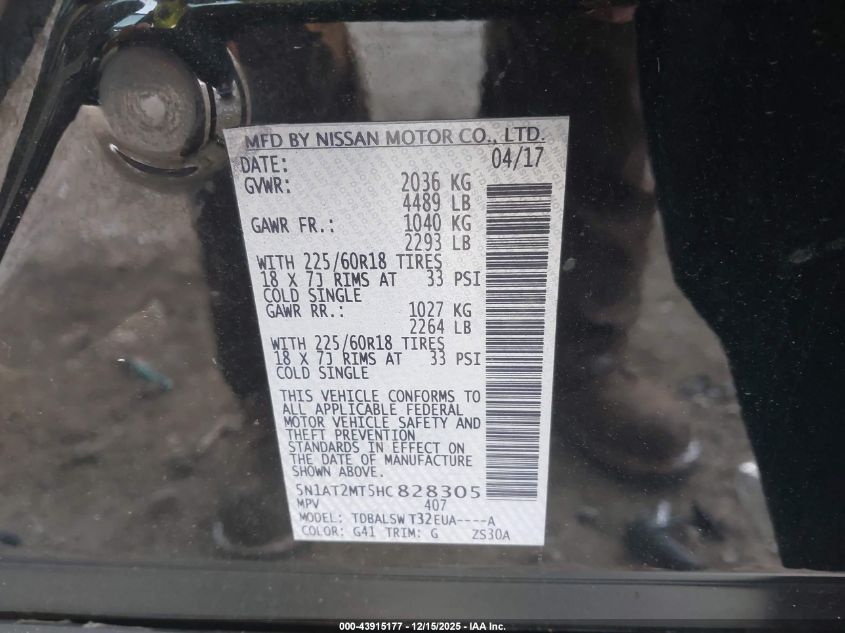 MFD BY NISSAN MOTOR CO., LTD.
DATE: 04/17
GVWR: 2036 KG
4489 LB
GAWR FR.: 1040 KG
2293 LB
WITH 225/60R18 TIRES
18 X 7J RIMS AT 33 PSI
COLD SINGLE
GAWR RR.: 1027 KG
2264 LB
WITH 225/60R18 TIRES
18 X 7J RIMS AT 33 PSI
COLD SINGLE
THIS VEHICLE CONFORMS TO
ALL APPLICABLE FEDERAL
MOTOR VEHICLE SAFETY AND
THEFT PREVENTION
STANDARDS IN EFFECT ON
THE DATE OF MANUFACTURE
SHOWN ABOVE.
5N1AT2MT5HC828305
MPV 407
MODEL: TDBALSW T32EUA----A
COLOR: G41 TRIM: G ZS30A
000-43915177 - 12/15/2025 - IAA Inc.